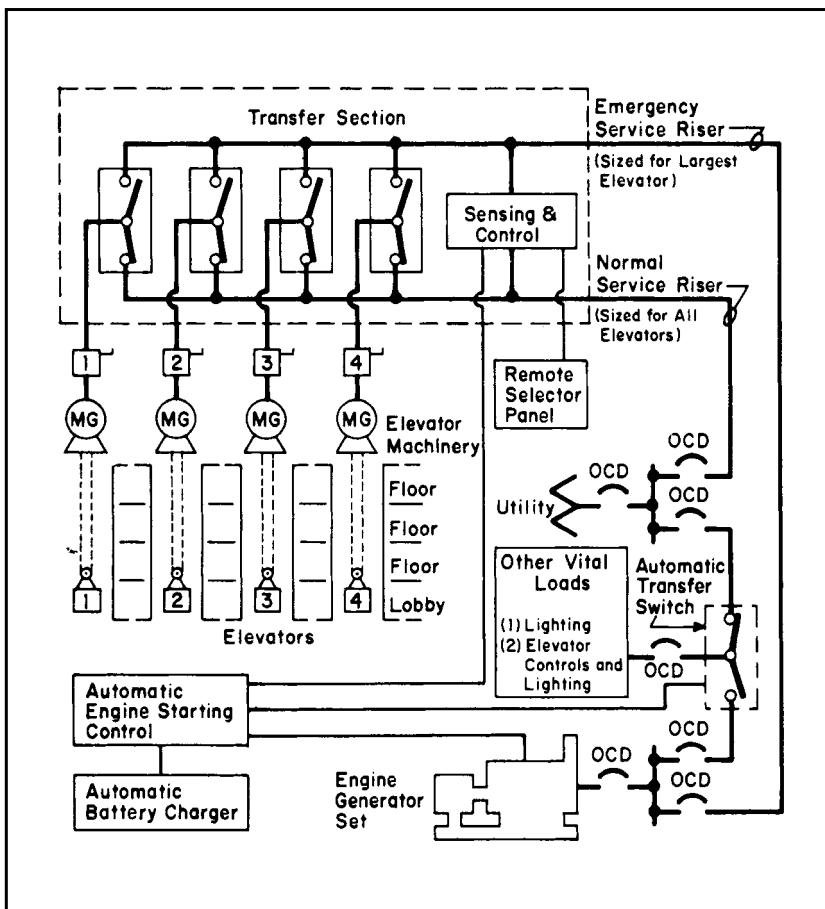 Transfer Section
Emergency
Service Riser
(Sized for Largest
Elevator)
Sensing &
Control
Normal
Service Riser
(Sized for All
Elevators)
1
2
3
4
Remote
Selector
Panel
MG
MG
MG
MG
Elevator
Machinery
OCD
OCD
OCD
Utility
Floor
Floor
Floor
Lobby
1
2
3
4
Elevators
Other Vital
Loads
(1) Lighting
(2) Elevator
Controls and
Lighting
Automatic
Transfer
Switch
OCD
Automatic
Engine Starting
Control
Automatic
Battery Charger
Engine
Generator
Set
OCD
OCD
OCD